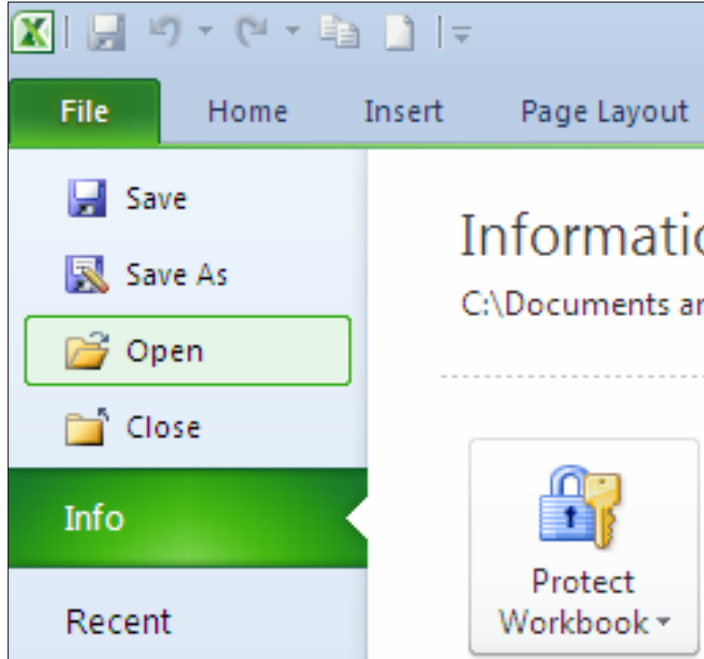 File Home Insert Page Layout
Save
Save As
Open
Close
Info
Recent
Informatio
C:\Documents ar
Protect
Workbook